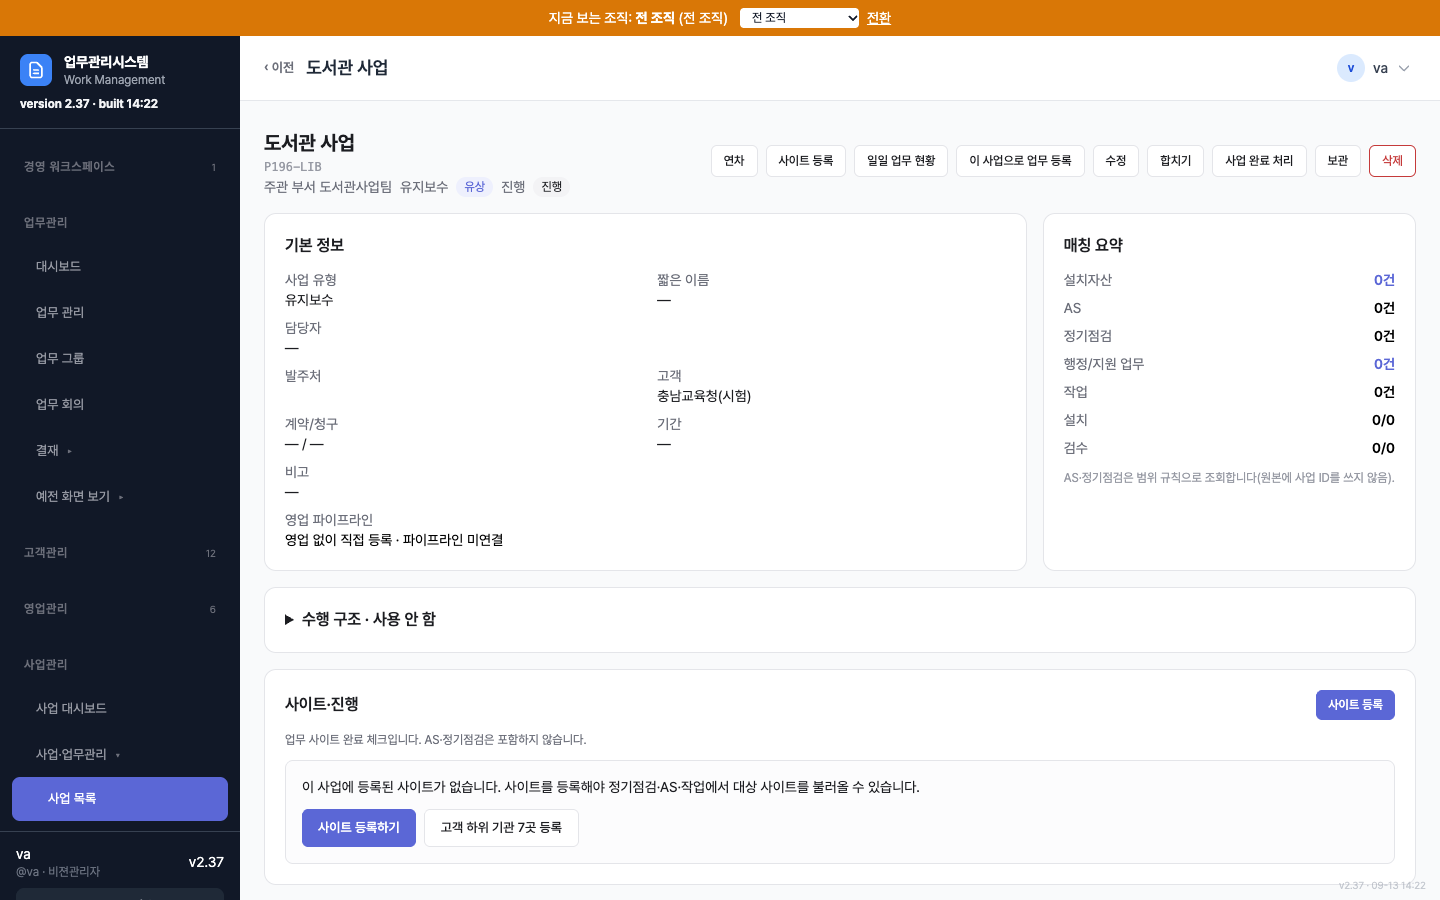 지금 보는 조직: 전 조직 (전 조직) 전 조직 전환
업무관리시스템
Work Management
version 2.37 · built 14:22
경영 워크스페이스 1
업무관리
대시보드
업무 관리
업무 그룹
업무 회의
결재 ▸
예전 화면 보기 ▸
고객관리 12
영업관리 6
사업관리
사업 대시보드
사업·업무관리 ▾
사업 목록
va
@va · 비젼관리자
v2.37
‹ 이전 도서관 사업
v va
도서관 사업
P196-LIB
주관 부서 도서관사업팀 유지보수 유상 진행 진행
연차 사이트 등록 일일 업무 현황 이 사업으로 업무 등록 수정 합치기 사업 완료 처리 보관 삭제
기본 정보
사업 유형
유지보수
짧은 이름
—
담당자
—
발주처
고객
충남교육청(시험)
계약/청구
— / —
기간
—
비고
—
영업 파이프라인
영업 없이 직접 등록 · 파이프라인 미연결
매칭 요약
설치자산 0건
AS 0건
정기점검 0건
행정/지원 업무 0건
작업 0건
설치 0/0
검수 0/0
AS·정기점검은 범위 규칙으로 조회합니다(원본에 사업 ID를 쓰지 않음).
▶ 수행 구조 · 사용 안 함
사이트·진행
사이트 등록
업무 사이트 완료 체크입니다. AS·정기점검은 포함하지 않습니다.
이 사업에 등록된 사이트가 없습니다. 사이트를 등록해야 정기점검·AS·작업에서 대상 사이트를 불러올 수 있습니다.
사이트 등록하기 고객 하위 기관 7곳 등록
v2.37 · 09-13 14:22